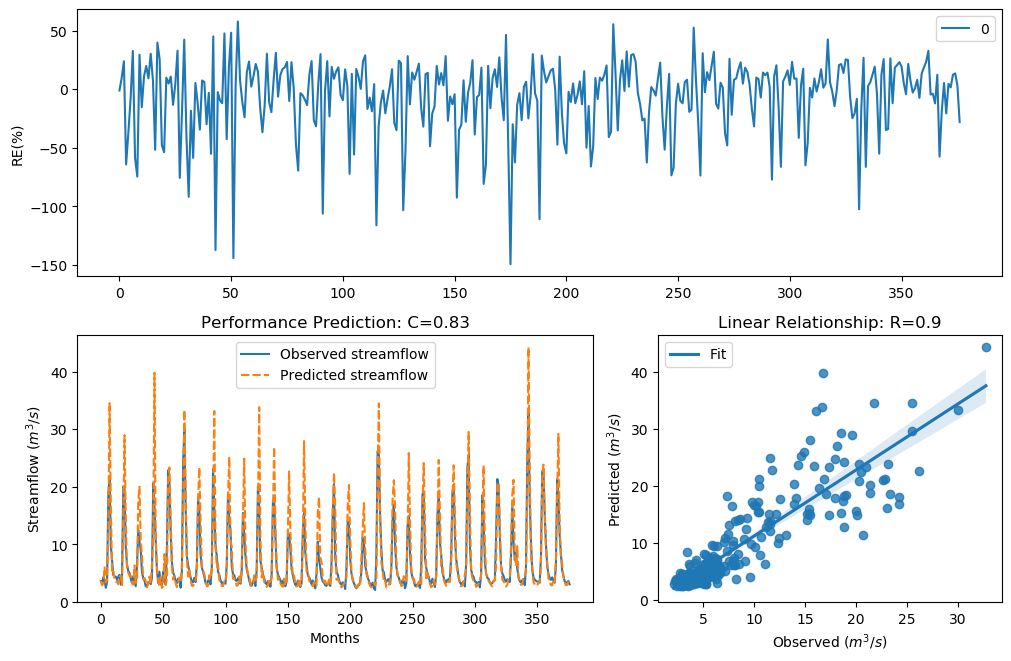 0
RE(%)
50
0
−50
−100
−150
0 50 100 150 200 250 300 350
Performance Prediction: C=0.83
Observed streamflow
Predicted streamflow
Streamflow (m³/s)
40
30
20
10
0
0 50 100 150 200 250 300 350
Months
Linear Relationship: R=0.9
Fit
Predicted (m³/s)
40
30
20
10
0
5 10 15 20 25 30
Observed (m³/s)